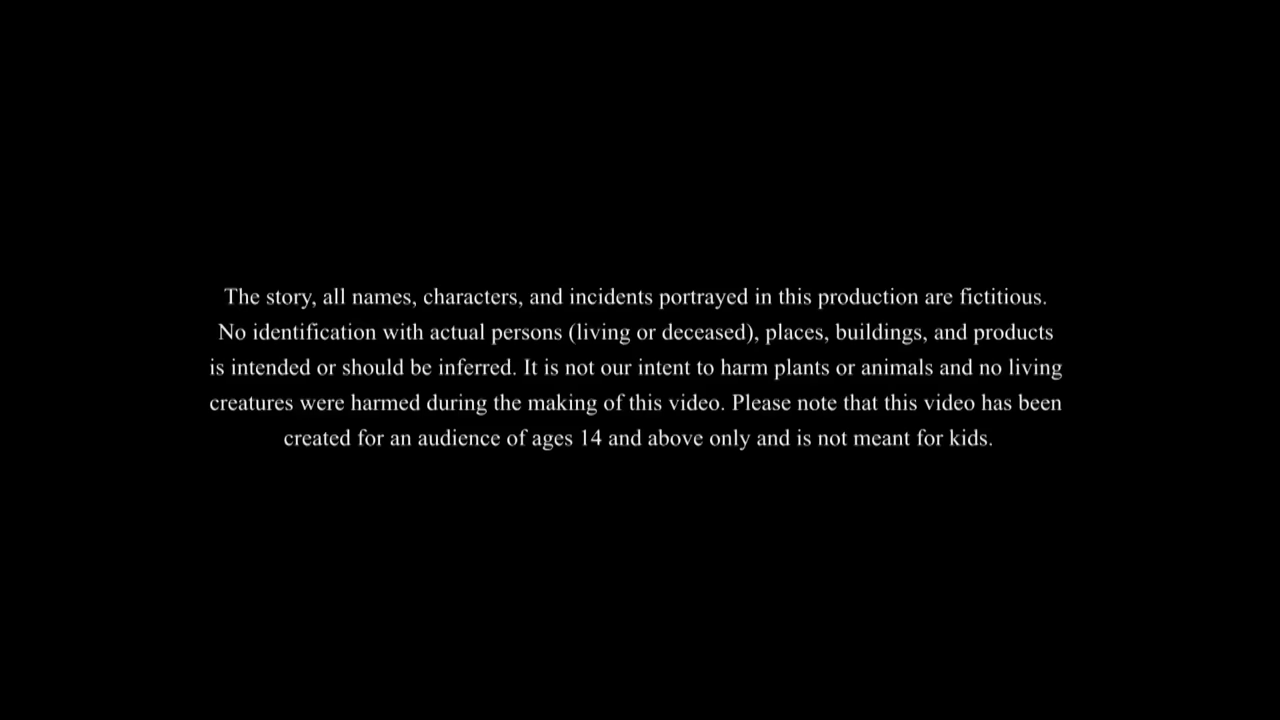 The story, all names, characters, and incidents portrayed in this production are fictitious.
No identification with actual persons (living or deceased), places, buildings, and products
is intended or should be inferred. It is not our intent to harm plants or animals and no living
creatures were harmed during the making of this video. Please note that this video has been
created for an audience of ages 14 and above only and is not meant for kids.